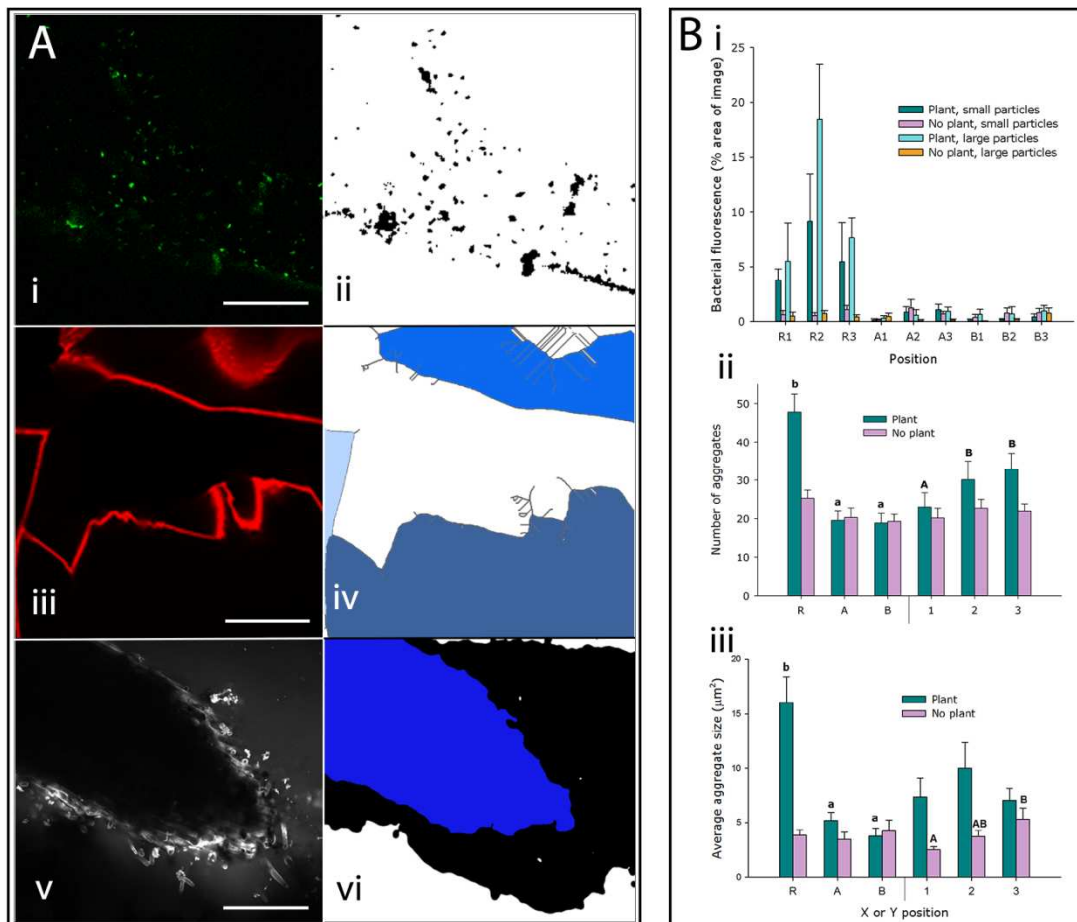 A
i
ii
iii
iv
v
vi
B i
25
20
15
10
5
0
Bacterial fluorescence (% area of image)
Plant, small particles
No plant, small particles
Plant, large particles
No plant, large particles
R1 R2 R3 A1 A2 A3 B1 B2 B3
Position
ii
50
40
30
20
10
0
Number of aggregates
Plant
No plant
b a a A B B
R A B 1 2 3
iii
20
15
10
5
0
Average aggregate size (µm²)
Plant
No plant
b a a A AB B
R A B 1 2 3
X or Y position